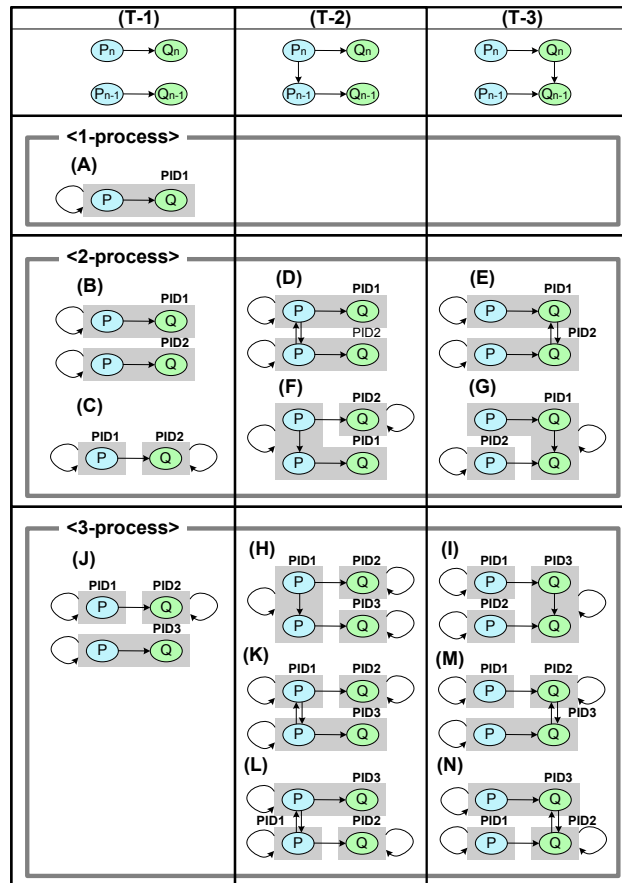 (T-1) (T-2) (T-3)
Pn Qn Pn Qn Pn Qn
Pn-1 Qn-1 Pn-1 Qn-1 Pn-1 Qn-1
<1-process>
(A)
PID1
P Q
<2-process>
(B) (D) (E)
PID1 PID1 PID1
P Q P Q P Q
PID2 PID2 PID2
P Q P Q P Q
(C) (F) (G)
PID2 PID1
P Q P Q
PID1 PID2 PID1 PID2
P Q P Q P Q
<3-process>
(J) (H) (I)
PID1 PID2 PID1 PID2 PID1 PID3
P Q P Q P Q
PID3 PID3 PID2
P Q P Q P Q
(K) (M)
PID1 PID2 PID1 PID2
P Q P Q
PID3 PID3
P Q P Q
(L) (N)
PID3 PID3
P Q P Q
PID1 PID2 PID1 PID2
P Q P Q